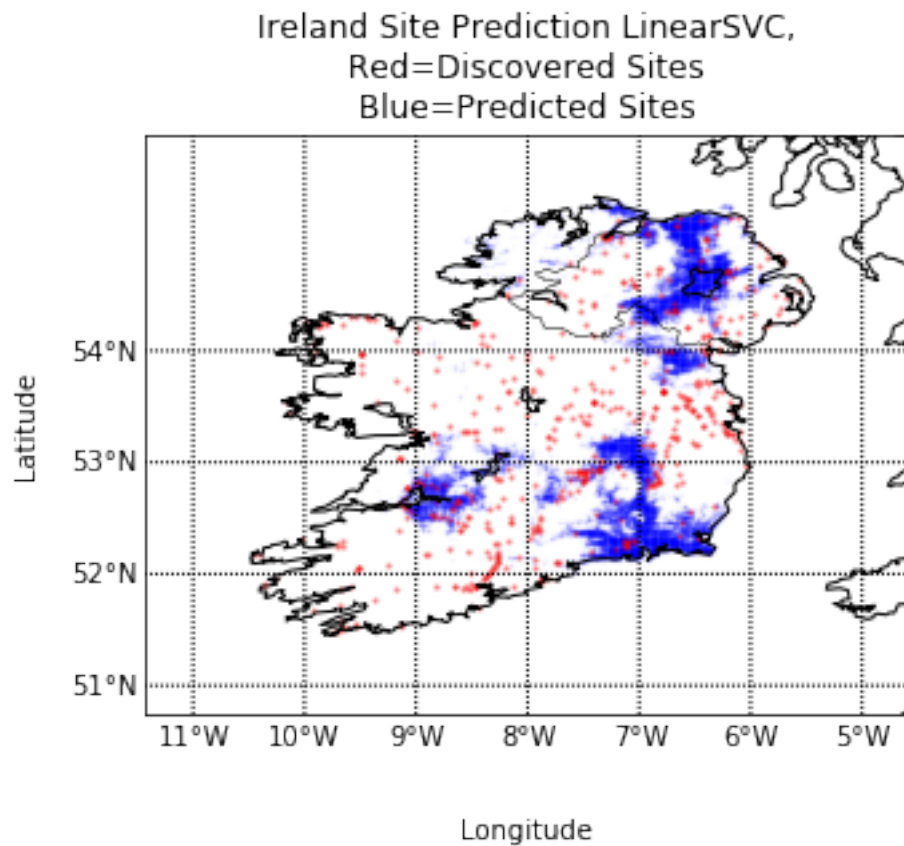 Ireland Site Prediction LinearSVC,
Red=Discovered Sites
Blue=Predicted Sites
54°N
53°N
52°N
51°N
11°W 10°W 9°W 8°W 7°W 6°W 5°W
Latitude
Longitude